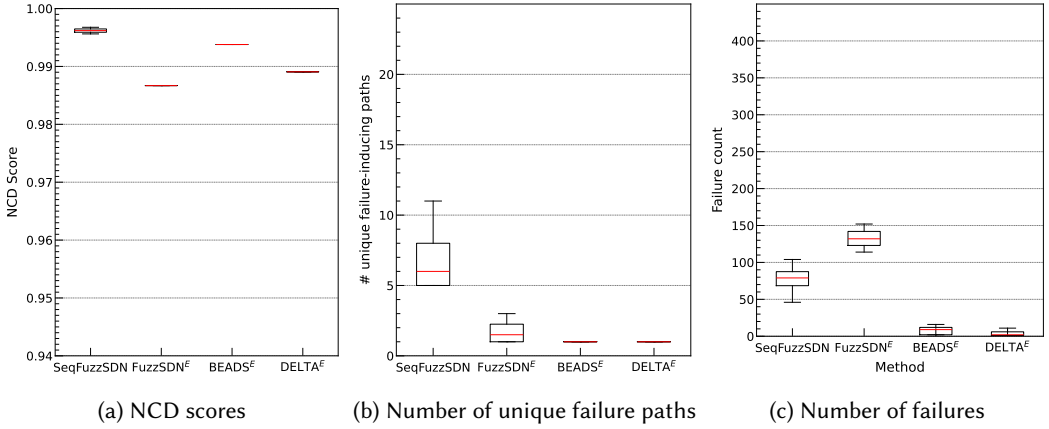 1.00
0.99
0.98
0.97
0.96
0.95
0.94
NCD Score
SeqFuzzSDN FuzzSDN^E BEADS^E DELTA^E
(a) NCD scores
20
15
10
5
0
# unique failure-inducing paths
SeqFuzzSDN FuzzSDN^E BEADS^E DELTA^E
(b) Number of unique failure paths
400
350
300
250
200
150
100
50
0
Failure count
SeqFuzzSDN FuzzSDN^E BEADS^E DELTA^E
Method
(c) Number of failures